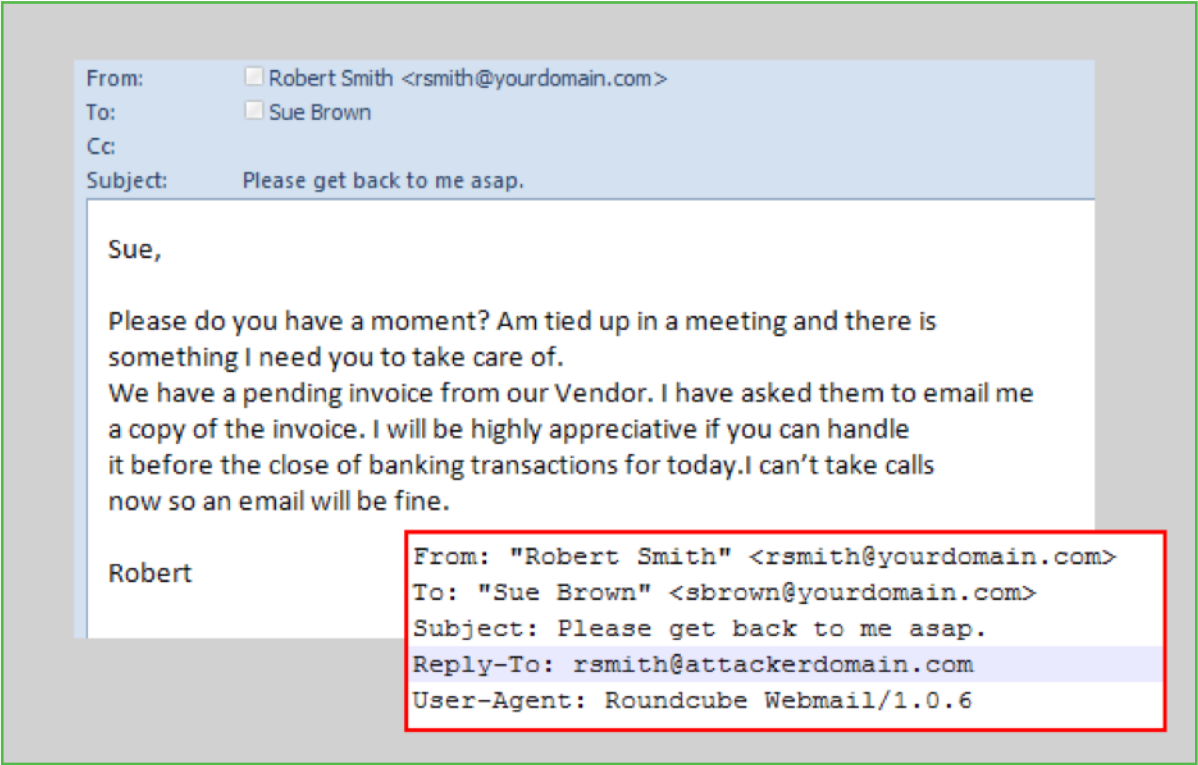 From: Robert Smith <rsmith@yourdomain.com>
To: Sue Brown
Cc:
Subject: Please get back to me asap.
Sue,
Please do you have a moment? Am tied up in a meeting and there is
something I need you to take care of.
We have a pending invoice from our Vendor. I have asked them to email me
a copy of the invoice. I will be highly appreciative if you can handle
it before the close of banking transactions for today.I can't take calls
now so an email will be fine.
Robert
From: "Robert Smith" <rsmith@yourdomain.com>
To: "Sue Brown" <sbrown@yourdomain.com>
Subject: Please get back to me asap.
Reply-To: rsmith@attackerdomain.com
User-Agent: Roundcube Webmail/1.0.6